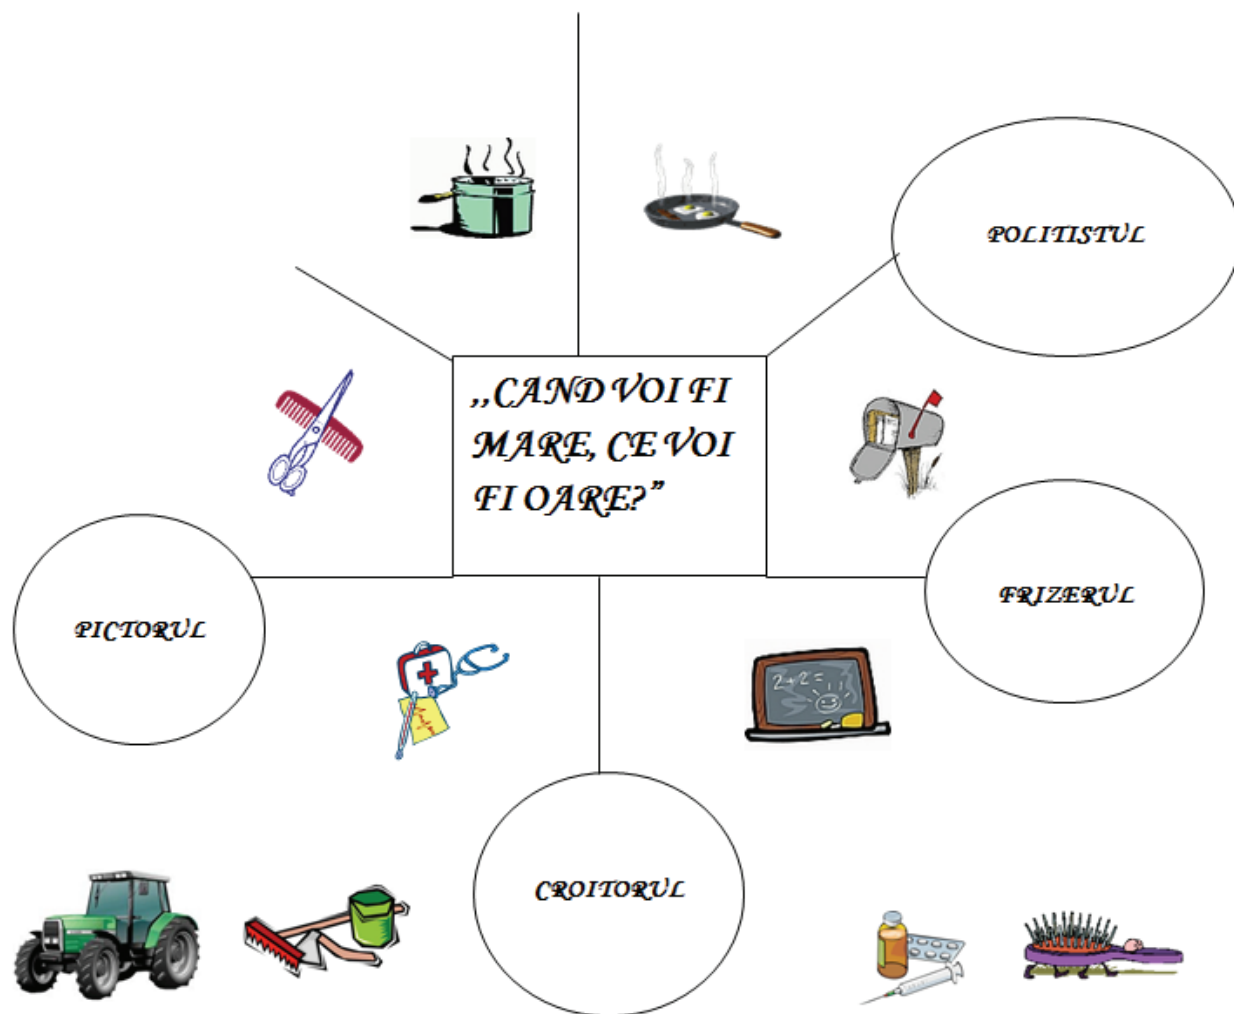 POLITISTUL
,,CAND VOI FI
MARE, CE VOI
FI OARE?”
PICTORUL
FRIZERUL
2+2=
CROITORUL